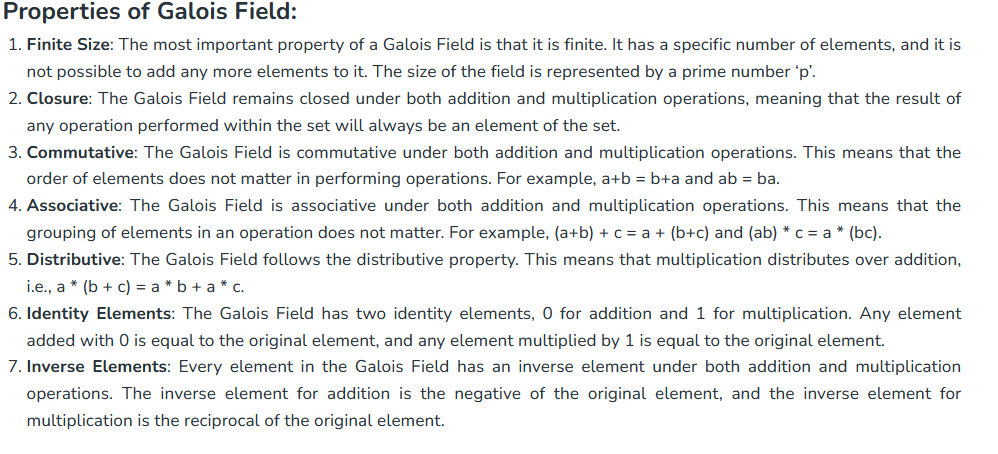 Properties of Galois Field:
1. Finite Size: The most important property of a Galois Field is that it is finite. It has a specific number of elements, and it is
not possible to add any more elements to it. The size of the field is represented by a prime number ‘p’.
2. Closure: The Galois Field remains closed under both addition and multiplication operations, meaning that the result of
any operation performed within the set will always be an element of the set.
3. Commutative: The Galois Field is commutative under both addition and multiplication operations. This means that the
order of elements does not matter in performing operations. For example, a+b = b+a and ab = ba.
4. Associative: The Galois Field is associative under both addition and multiplication operations. This means that the
grouping of elements in an operation does not matter. For example, (a+b) + c = a + (b+c) and (ab) * c = a * (bc).
5. Distributive: The Galois Field follows the distributive property. This means that multiplication distributes over addition,
i.e., a * (b + c) = a * b + a * c.
6. Identity Elements: The Galois Field has two identity elements, 0 for addition and 1 for multiplication. Any element
added with 0 is equal to the original element, and any element multiplied by 1 is equal to the original element.
7. Inverse Elements: Every element in the Galois Field has an inverse element under both addition and multiplication
operations. The inverse element for addition is the negative of the original element, and the inverse element for
multiplication is the reciprocal of the original element.